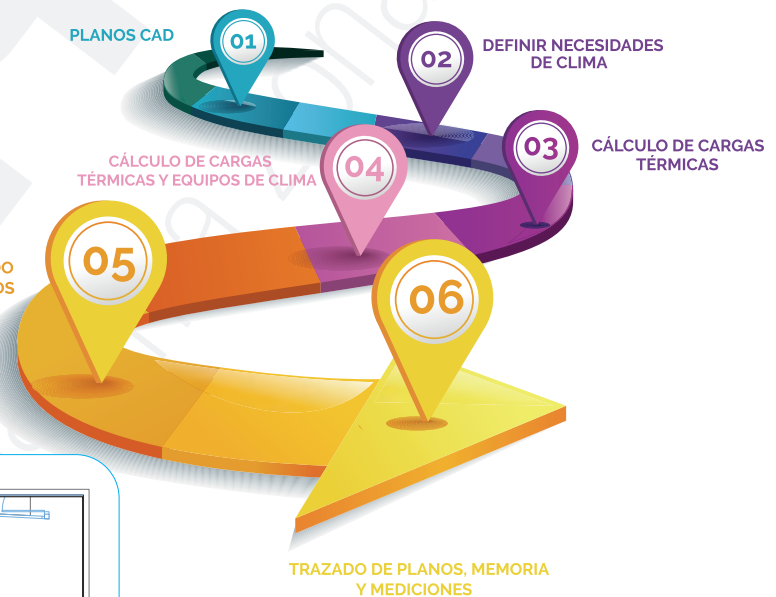 PLANOS CAD
01
02
DEFINIR NECESIDADES
DE CLIMA
03
CÁLCULO DE CARGAS
TÉRMICAS
CÁLCULO DE CARGAS
TÉRMICAS Y EQUIPOS DE CLIMA
04
05
06
TRAZADO DE PLANOS, MEMORIA
Y MEDICIONES